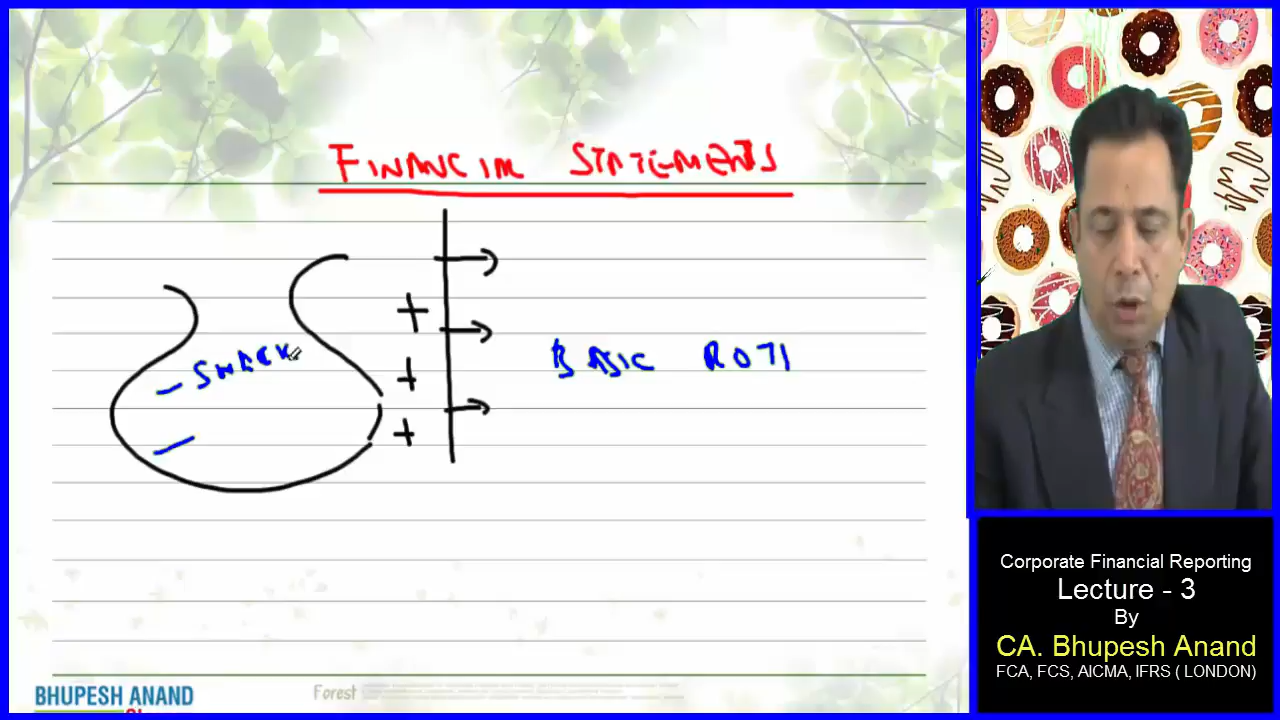 FINANCIAL STATEMENTS
+
BASIC ROTI
- SNACK
+
+
Corporate Financial Reporting
Lecture - 3
By
CA. Bhupesh Anand
FCA, FCS, AICMA, IFRS ( LONDON)
BHUPESH ANAND
Forest